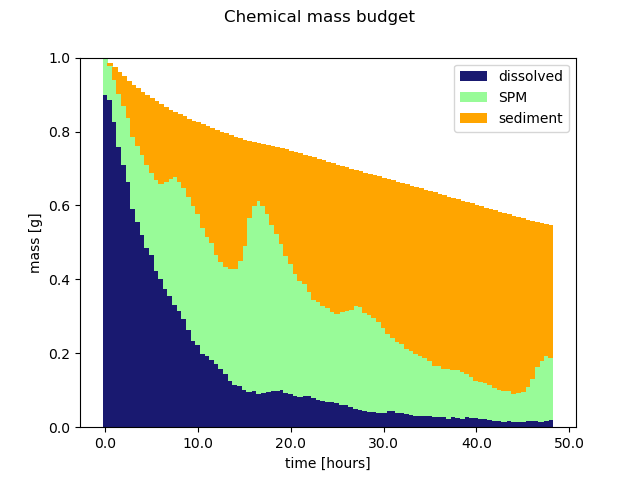 Chemical mass budget
1.0
0.8
0.6
0.4
0.2
0.0
mass [g]
dissolved
SPM
sediment
0.0 10.0 20.0 30.0 40.0 50.0
time [hours]